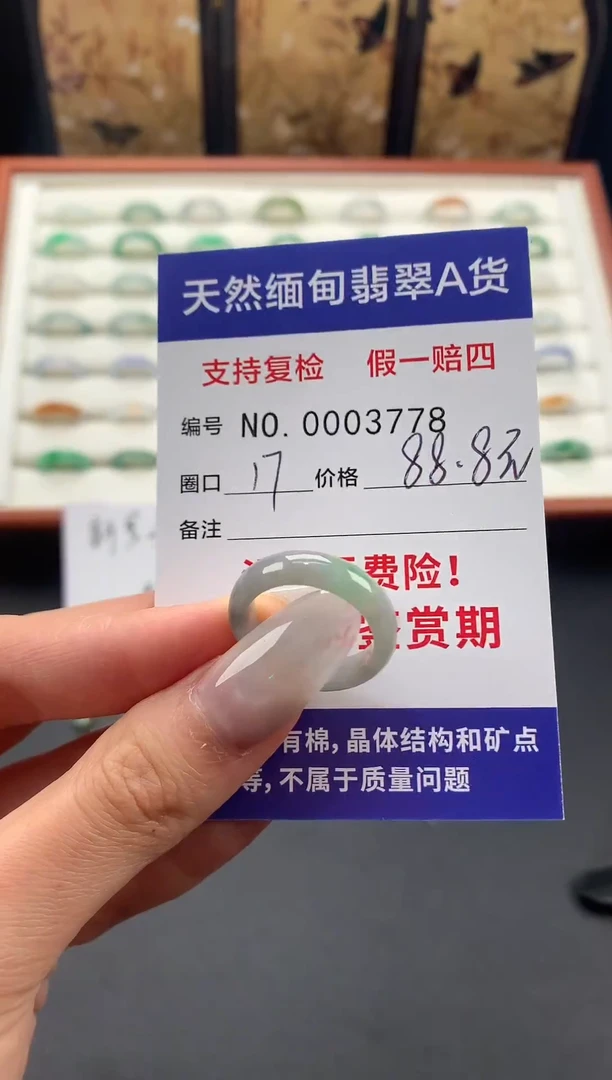 天然缅甸翡翠A货
支持复检 假一赔四
编号 NO.0003778
圈口 17 价格 88.8元
备注
费险！
鉴赏期
有棉，晶体结构和矿点
等，不属于质量问题